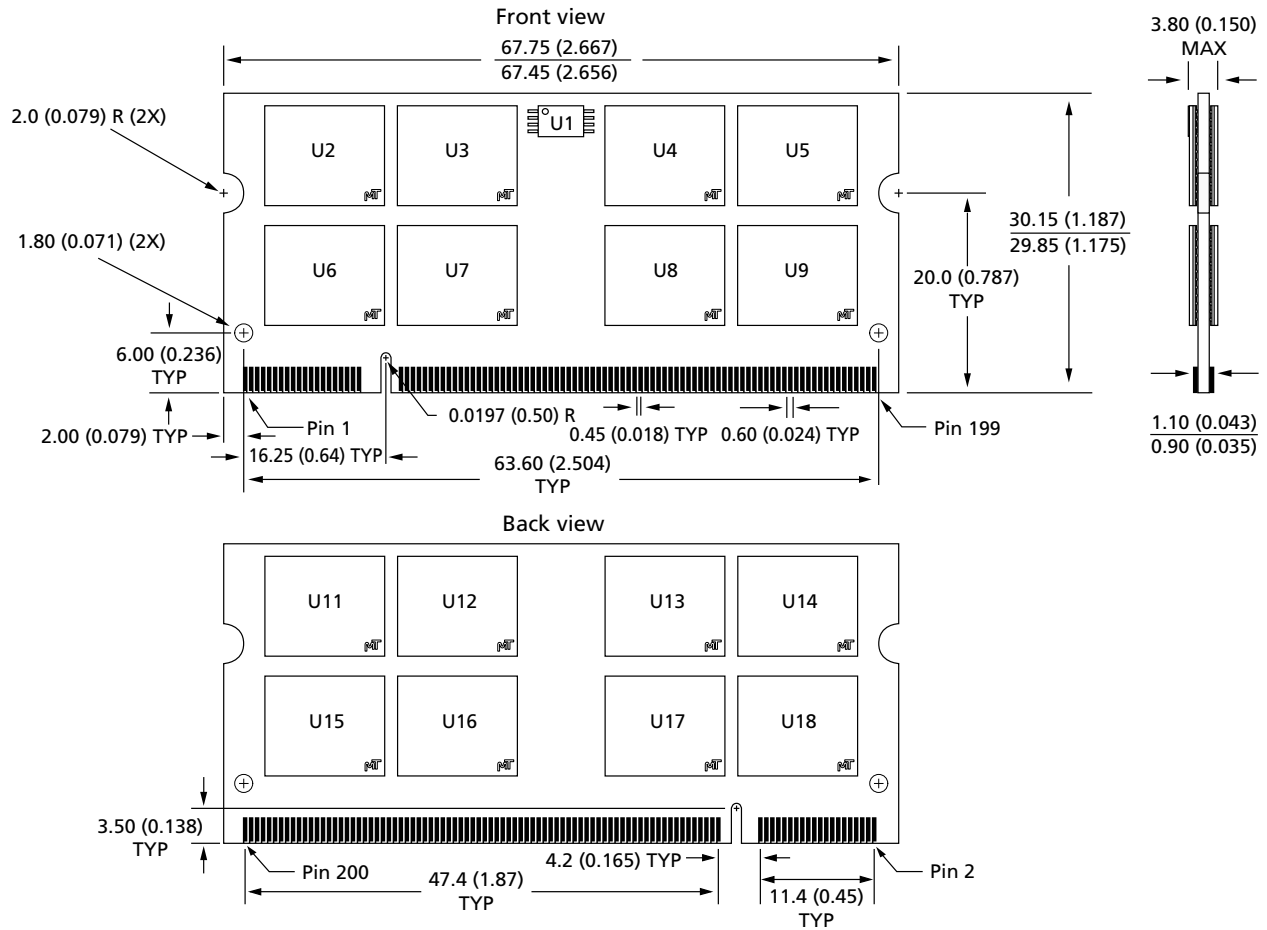 Front view
67.75 (2.667)
67.45 (2.656)
3.80 (0.150)
MAX
2.0 (0.079) R (2X)
U1
U2
U3
U4
U5
1.80 (0.071) (2X)
U6
U7
U8
U9
30.15 (1.187)
29.85 (1.175)
20.0 (0.787)
TYP
6.00 (0.236)
TYP
2.00 (0.079) TYP
Pin 1
0.0197 (0.50) R
0.45 (0.018) TYP
0.60 (0.024) TYP
Pin 199
1.10 (0.043)
0.90 (0.035)
16.25 (0.64) TYP
63.60 (2.504)
TYP
Back view
U11
U12
U13
U14
U15
U16
U17
U18
3.50 (0.138)
TYP
Pin 200
47.4 (1.87)
TYP
4.2 (0.165) TYP
Pin 2
11.4 (0.45)
TYP